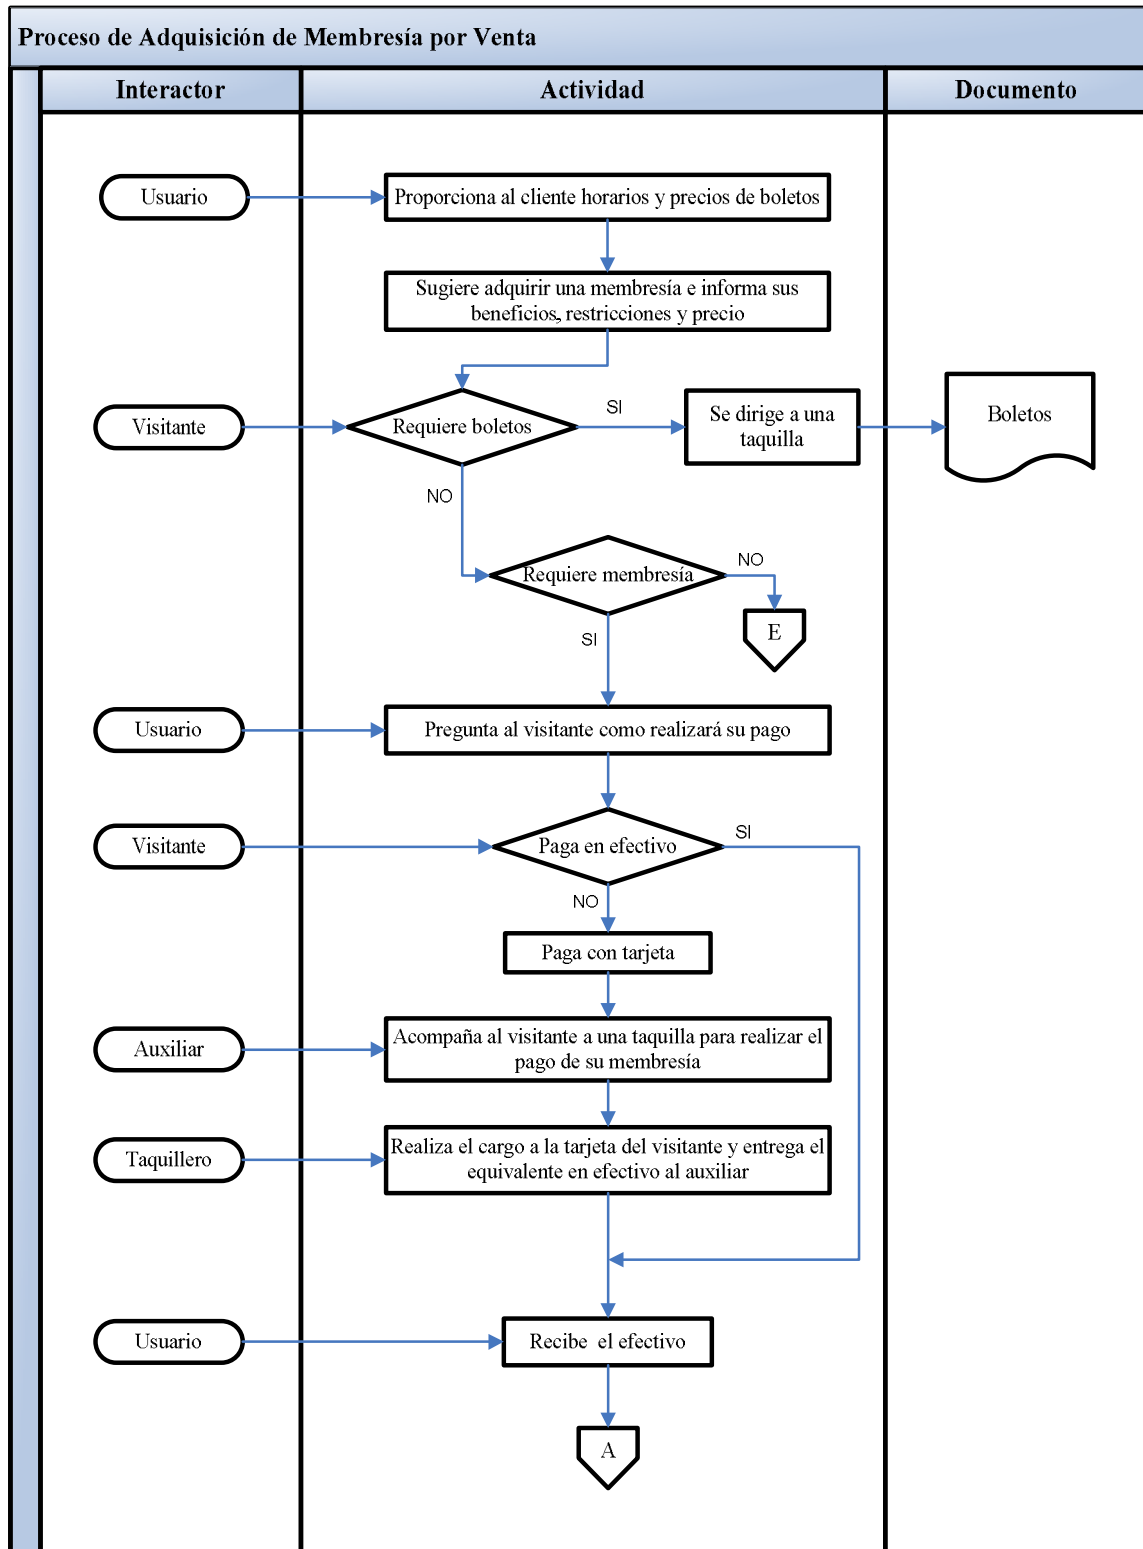 Proceso de Adquisición de Membresía por Venta
Interactor
Actividad
Documento
Usuario
Proporciona al cliente horarios y precios de boletos
Sugiere adquirir una membresía e informa sus
beneficios, restricciones y precio
Visitante
Requiere boletos
SI
Se dirige a una
taquilla
Boletos
NO
Requiere membresía
NO
E
SI
Usuario
Pregunta al visitante como realizará su pago
Visitante
Paga en efectivo
SI
NO
Paga con tarjeta
Auxiliar
Acompaña al visitante a una taquilla para realizar el
pago de su membresía
Taquillero
Realiza el cargo a la tarjeta del visitante y entrega el
equivalente en efectivo al auxiliar
Usuario
Recibe el efectivo
A